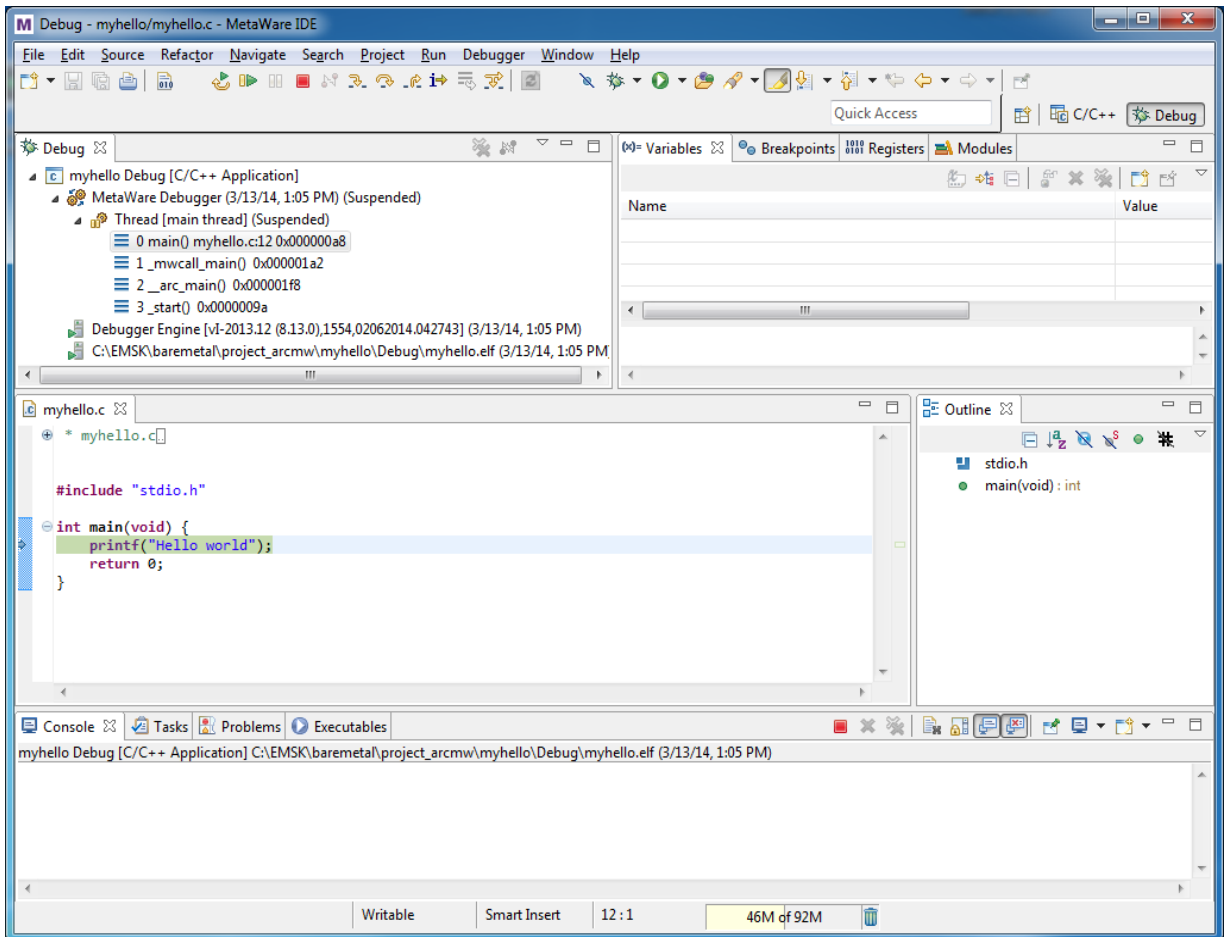 M Debug - myhello/myhello.c - MetaWare IDE
File Edit Source Refactor Navigate Search Project Run Debugger Window Help
Quick Access C/C++ Debug
Debug
(x)= Variables Breakpoints 1010 0101 Registers Modules
myhello Debug [C/C++ Application]
MetaWare Debugger (3/13/14, 1:05 PM) (Suspended)
Thread [main thread] (Suspended)
0 main() myhello.c:12 0x000000a8
1 _mwcall_main() 0x000001a2
2 __arc_main() 0x000001f8
3 _start() 0x0000009a
Debugger Engine [vI-2013.12 (8.13.0),1554,02062014.042743] (3/13/14, 1:05 PM)
C:\EMSK\baremetal\project_arcmw\myhello\Debug\myhello.elf (3/13/14, 1:05 PM
Name Value
myhello.c
* myhello.c
#include "stdio.h"
int main(void) {
printf("Hello world");
return 0;
}
Outline
stdio.h
main(void) : int
Console Tasks Problems Executables
myhello Debug [C/C++ Application] C:\EMSK\baremetal\project_arcmw\myhello\Debug\myhello.elf (3/13/14, 1:05 PM)
Writable Smart Insert 12 : 1 46M of 92M